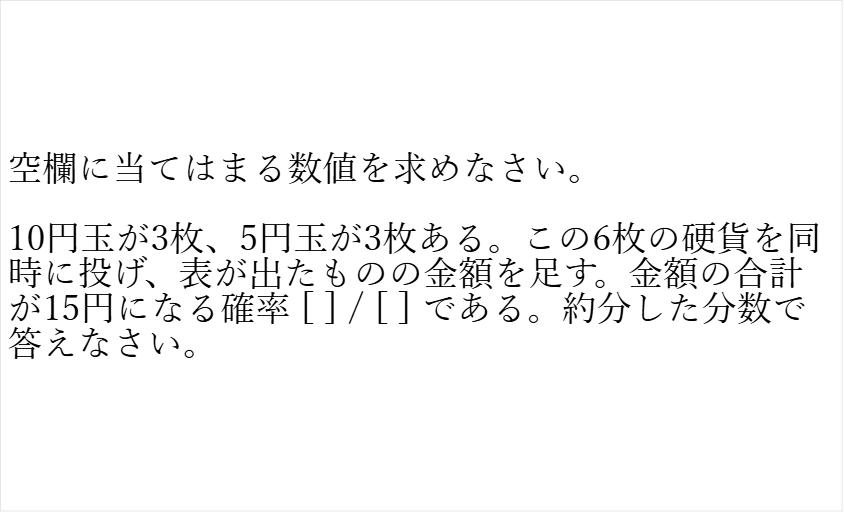 空欄に当てはまる数値を求めなさい。
10円玉が3枚、5円玉が3枚ある。この6枚の硬貨を同
時に投げ、表が出たものの金額を足す。金額の合計
が15円になる確率 [ ] / [ ] である。約分した分数で
答えなさい。